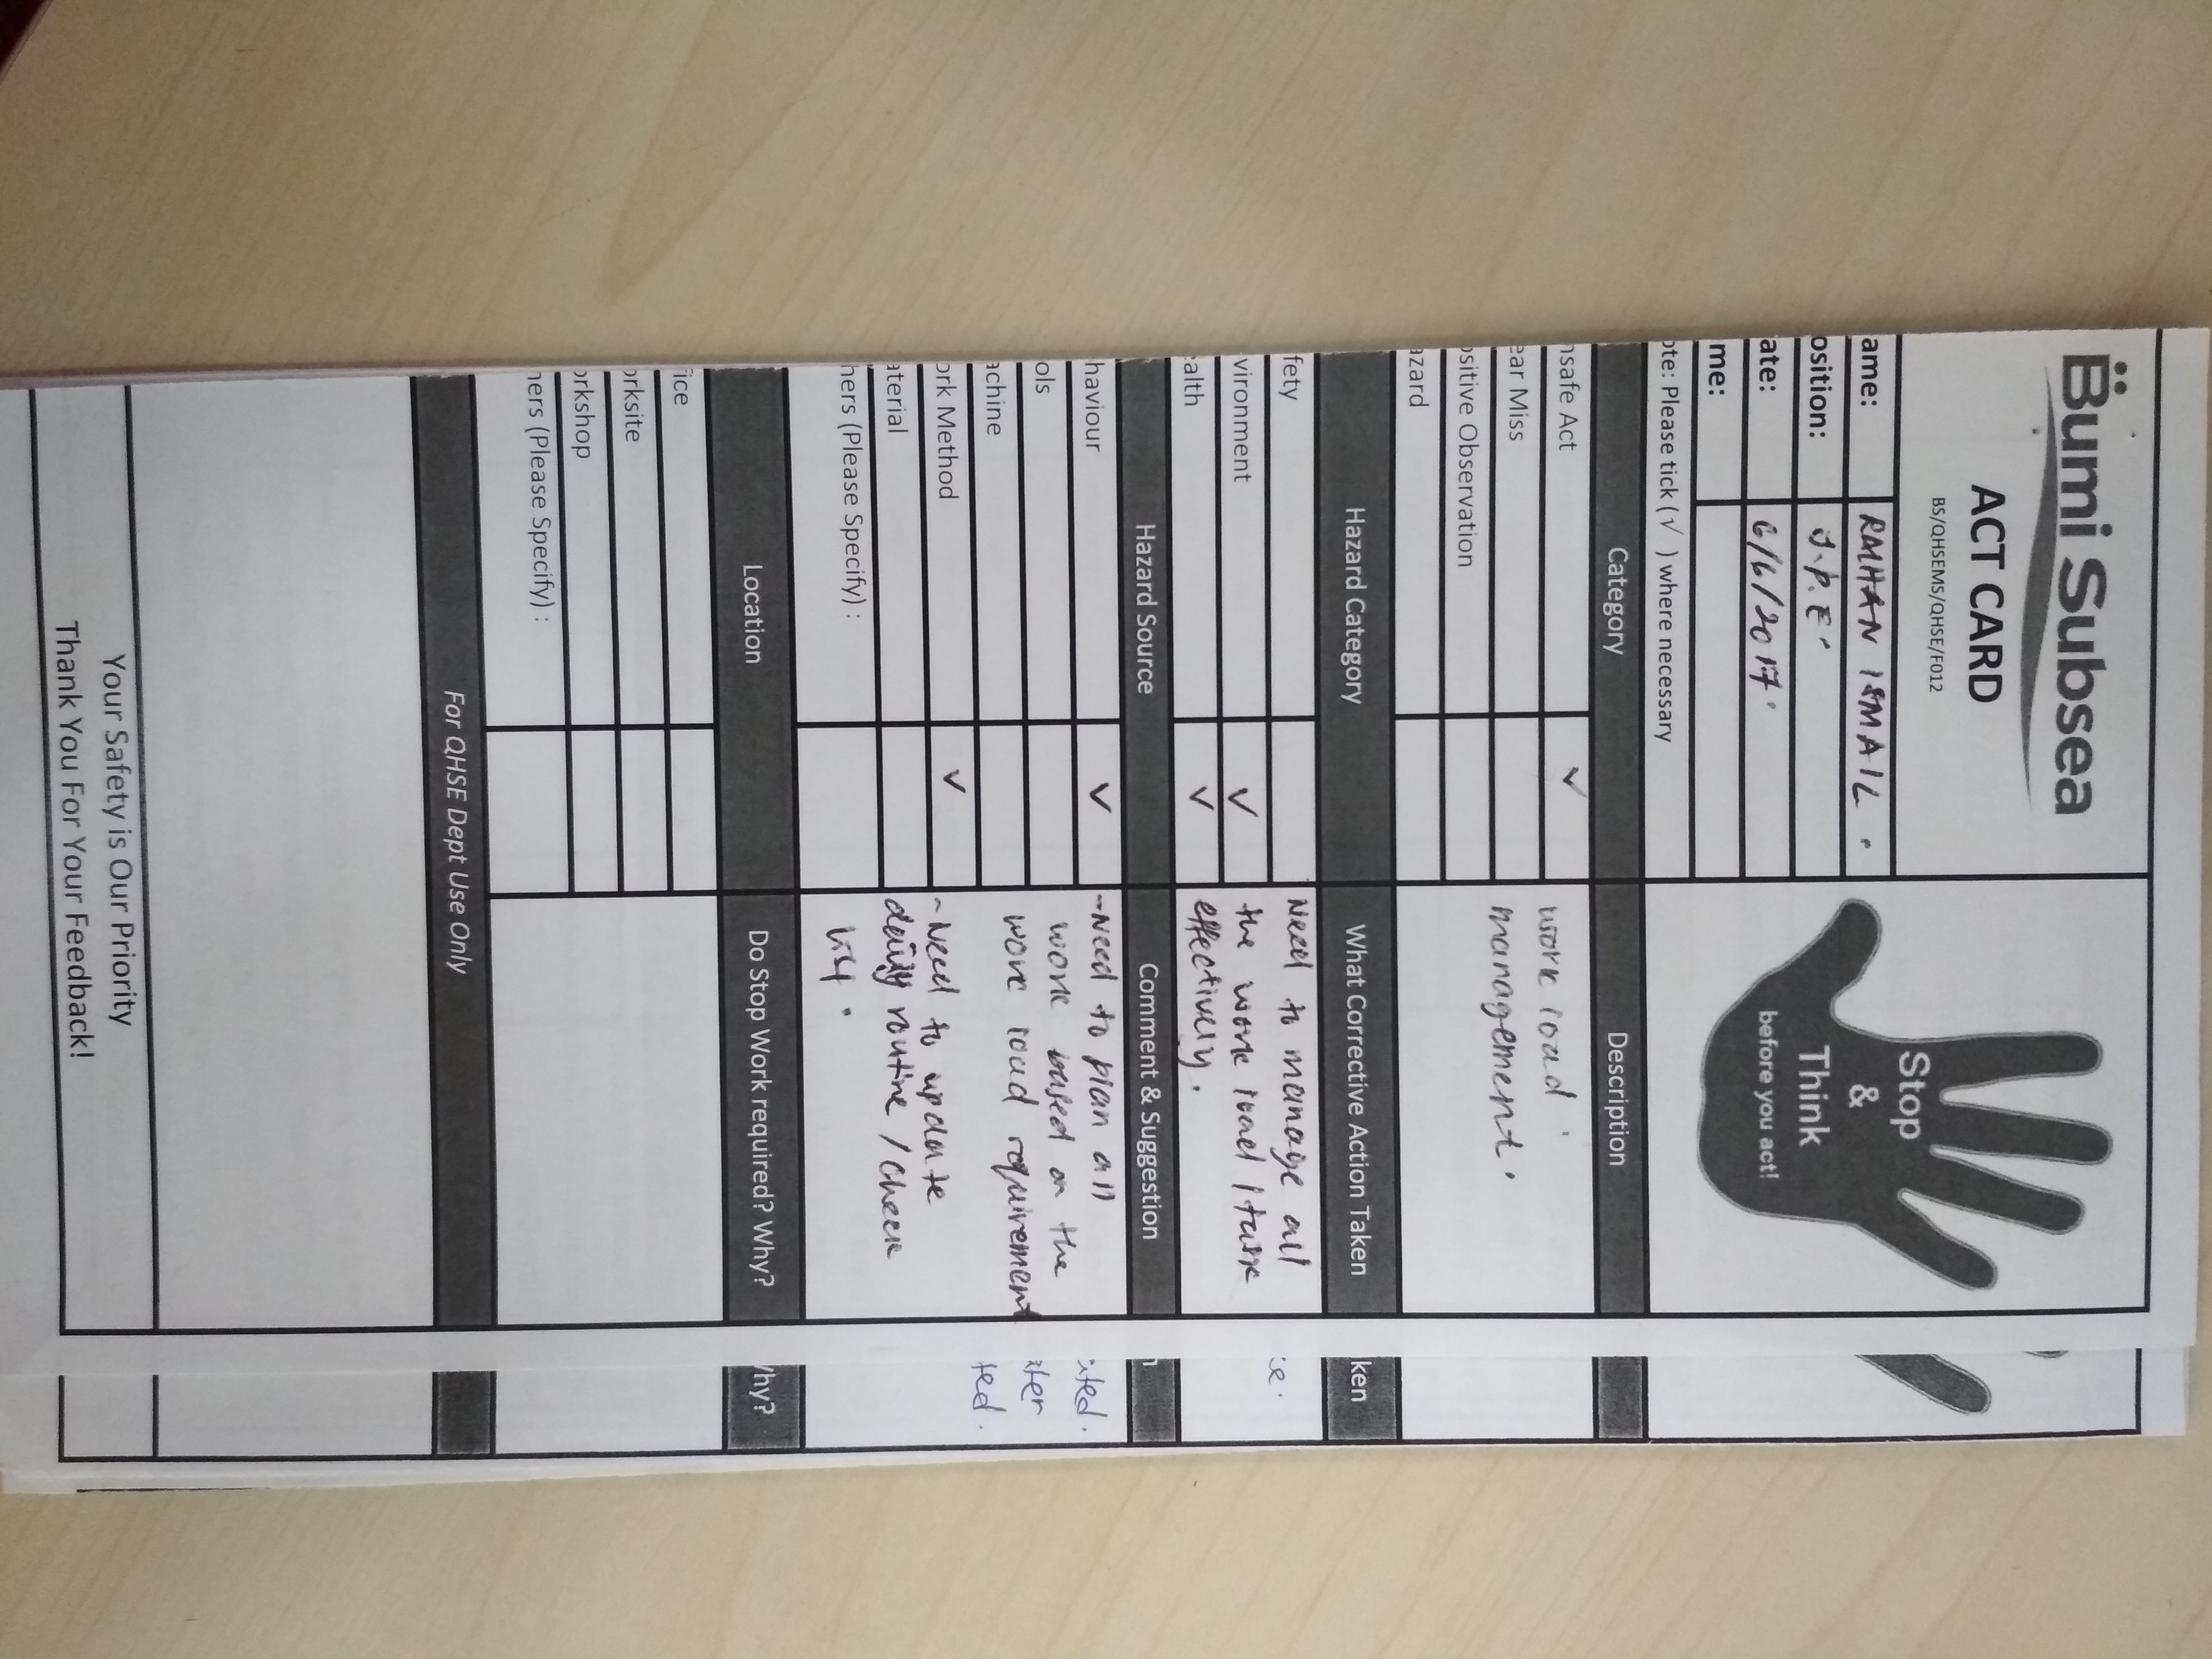 Bumi Subsea
ACT CARD
BS/QHSEMS/QHSE/F012
Stop
&
Think
before you act!
ame: RAIHAN ISMAIL.
osition: J.P.E.
ate: 6/6/2017.
me:
ote: Please tick (√ ) where necessary
Category Description
nsafe Act √ work load
ear Miss management.
ositive Observation
azard
Hazard Category What Corrective Action Taken
fety Need to manage all
vironment √ the work load / task
ealth √ effectively.
Hazard Source Comment & Suggestion
haviour √ - Need to plan all
ols work based on the
achine work load requirement
ork Method √ - Need to update
aterial daily routine / check
hers (Please Specify) : list.
Location Do Stop Work required? Why?
ice
orksite
orkshop
ners (Please Specify) :
For QHSE Dept Use Only
Your Safety is Our Priority
Thank You For Your Feedback!
ken
se.
n
ited.
ter
ted.
Vhy?